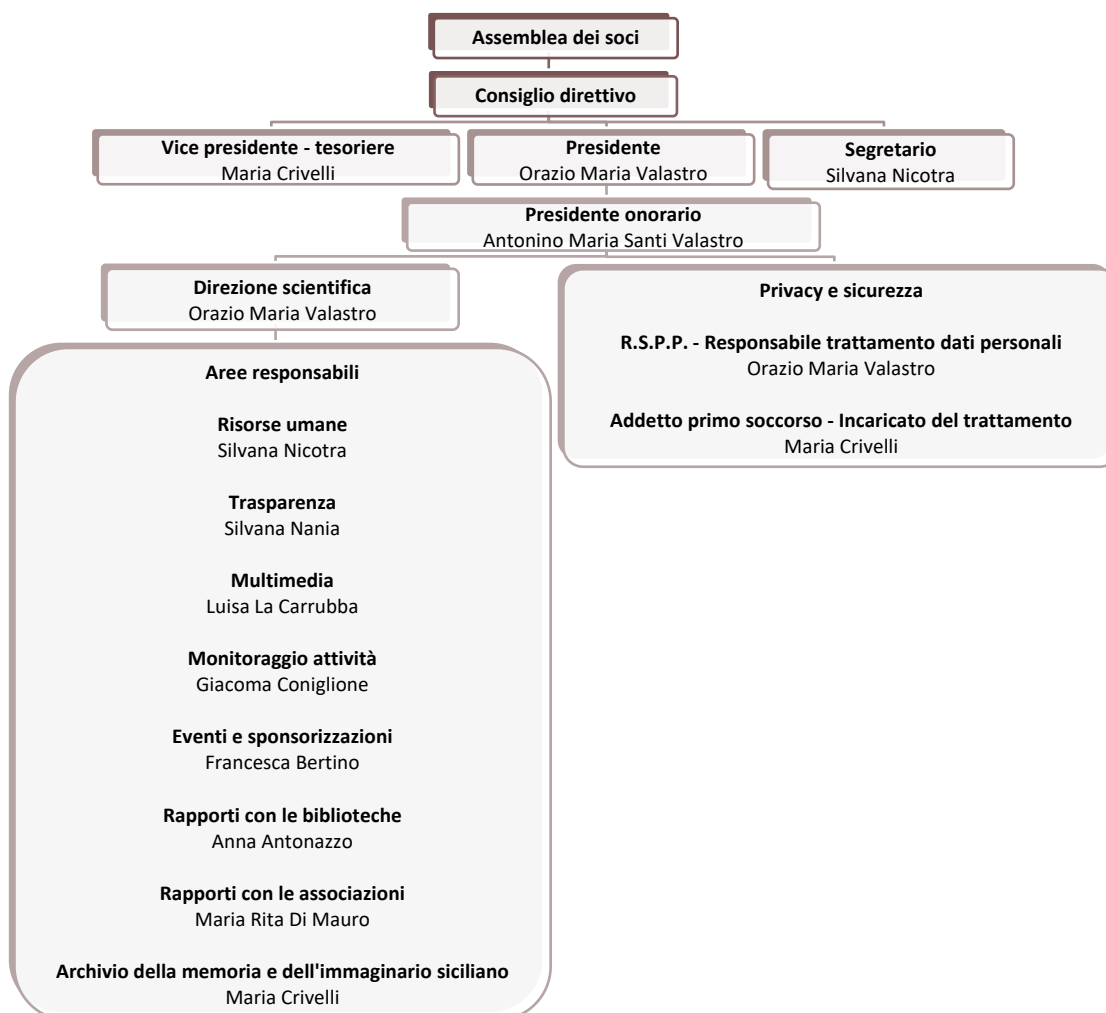 Assemblea dei soci
Consiglio direttivo
Vice presidente - tesoriere
Maria Crivelli
Presidente
Orazio Maria Valastro
Segretario
Silvana Nicotra
Presidente onorario
Antonino Maria Santi Valastro
Direzione scientifica
Orazio Maria Valastro
Privacy e sicurezza
R.S.P.P. - Responsabile trattamento dati personali
Orazio Maria Valastro
Addetto primo soccorso - Incaricato del trattamento
Maria Crivelli
Aree responsabili
Risorse umane
Silvana Nicotra
Trasparenza
Silvana Nania
Multimedia
Luisa La Carrubba
Monitoraggio attività
Giacoma Coniglione
Eventi e sponsorizzazioni
Francesca Bertino
Rapporti con le biblioteche
Anna Antonazzo
Rapporti con le associazioni
Maria Rita Di Mauro
Archivio della memoria e dell'immaginario siciliano
Maria Crivelli